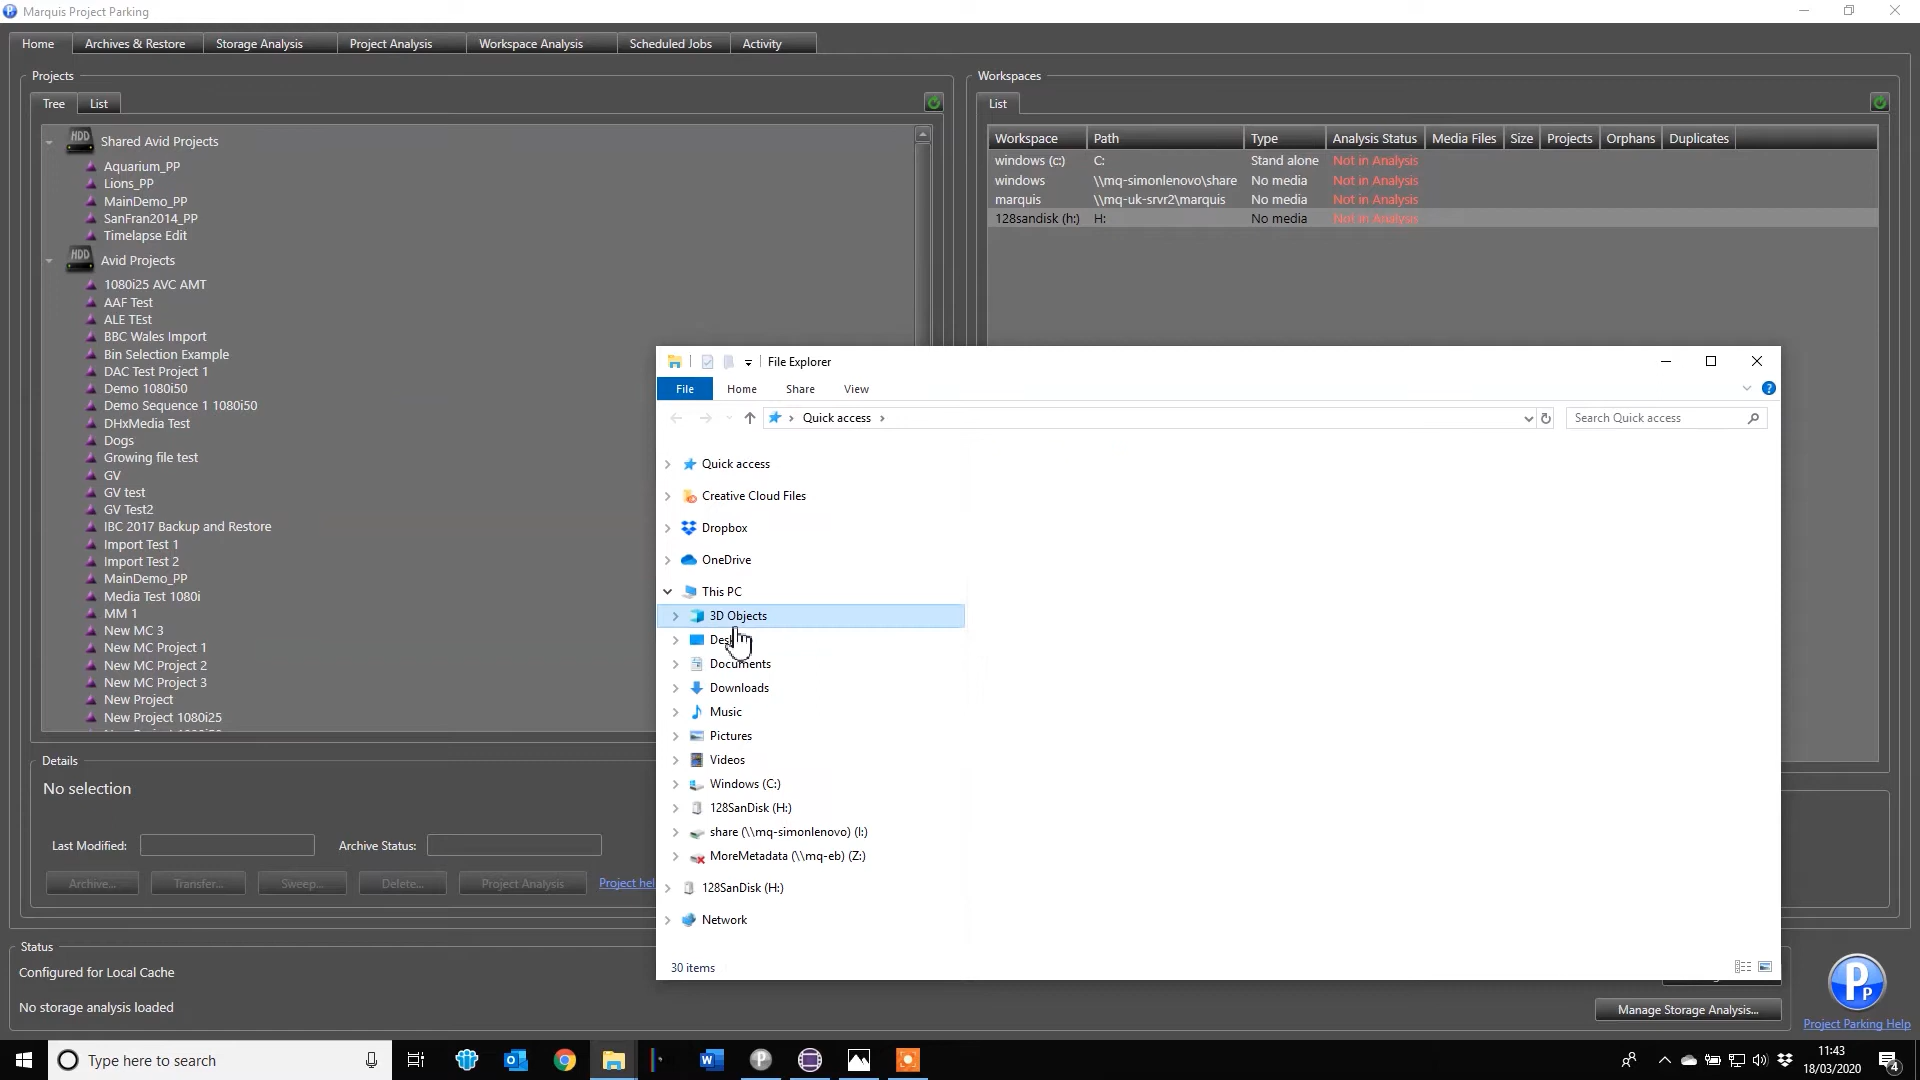 Marquis Project Parking
Home Archives & Restore Storage Analysis Project Analysis Workspace Analysis Scheduled Jobs Activity
Projects
Tree List
Shared Avid Projects
Aquarium_PP
Lions_PP
MainDemo_PP
SanFran2014_PP
Timelapse Edit
Avid Projects
1080i25 AVC AMT
AAF Test
ALE TEst
BBC Wales Import
Bin Selection Example
DAC Test Project 1
Demo 1080i50
Demo Sequence 1 1080i50
DHxMedia Test
Dogs
Growing file test
GV
GV test
GV Test2
IBC 2017 Backup and Restore
Import Test 1
Import Test 2
MainDemo_PP
Media Test 1080i
MM 1
New MC 3
New MC Project 1
New MC Project 2
New MC Project 3
New Project
New Project 1080i25
Workspaces
List
Workspace Path Type Analysis Status Media Files Size Projects Orphans Duplicates
windows (c:) C: Stand alone Not in Analysis
windows \\mq-simonlenovo\share No media Not in Analysis
marquis \\mq-uk-srvr2\marquis No media Not in Analysis
128sandisk (h:) H: No media Not in Analysis
File Explorer
File Home Share View
Quick access Search Quick access
Quick access
Creative Cloud Files
Dropbox
OneDrive
This PC
3D Objects
Documents
Downloads
Music
Pictures
Videos
Windows (C:)
128SanDisk (H:)
share (\\mq-simonlenovo) (I:)
MoreMetadata (\\mq-eb) (Z:)
128SanDisk (H:)
Network
30 items
Details
No selection
Last Modified: Archive Status:
Archive... Transfer... Sweep... Delete... Project Analysis Project hel
Status
Configured for Local Cache
No storage analysis loaded
Manage Storage Analysis...
Pp
Project Parking Help
Type here to search
11:43
18/03/2020
4